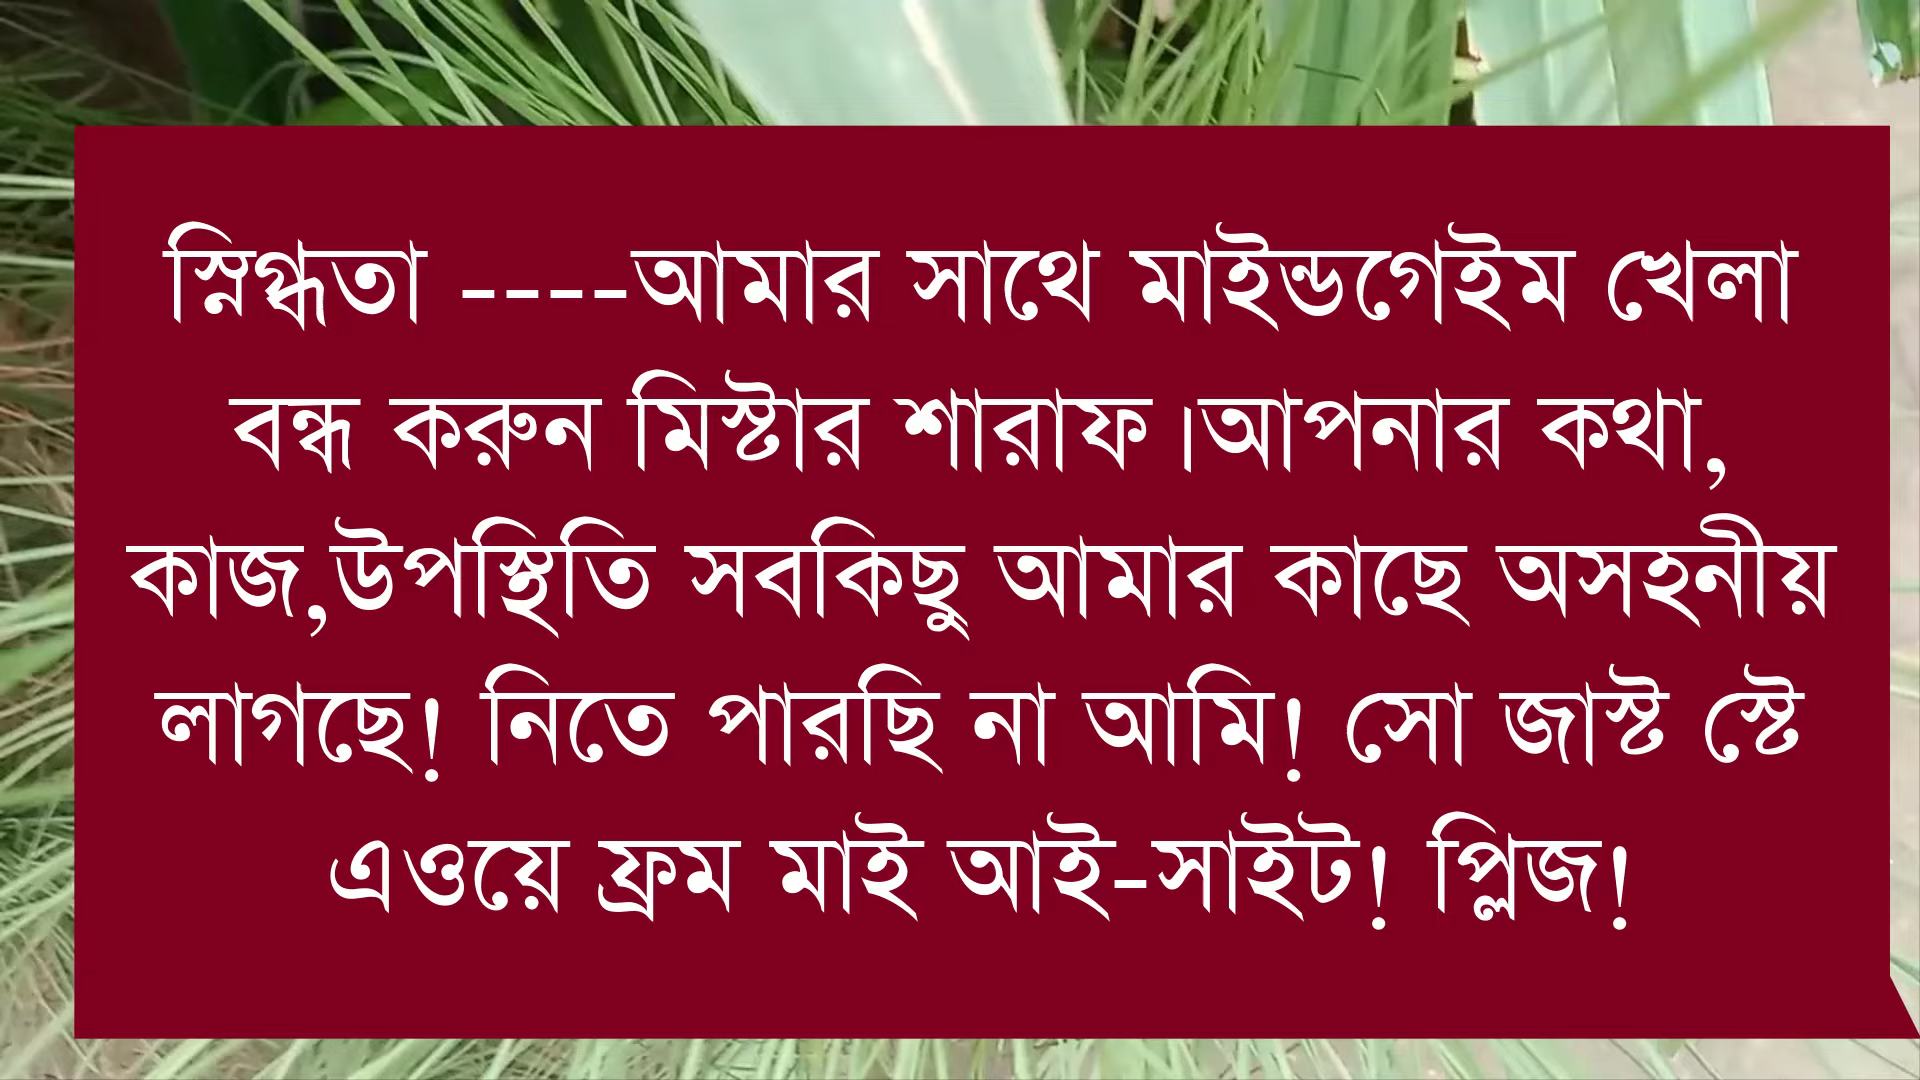 স্নিগ্ধতা ----আমার সাথে মাইন্ডগেইম খেলা
বন্ধ করুন মিস্টার শারাফ।আপনার কথা,
কাজ,উপস্থিতি সবকিছু আমার কাছে অসহনীয়
লাগছে! নিতে পারছি না আমি! সো জাস্ট স্টে
এওয়ে ফ্রম মাই আই-সাইট! প্লিজ!